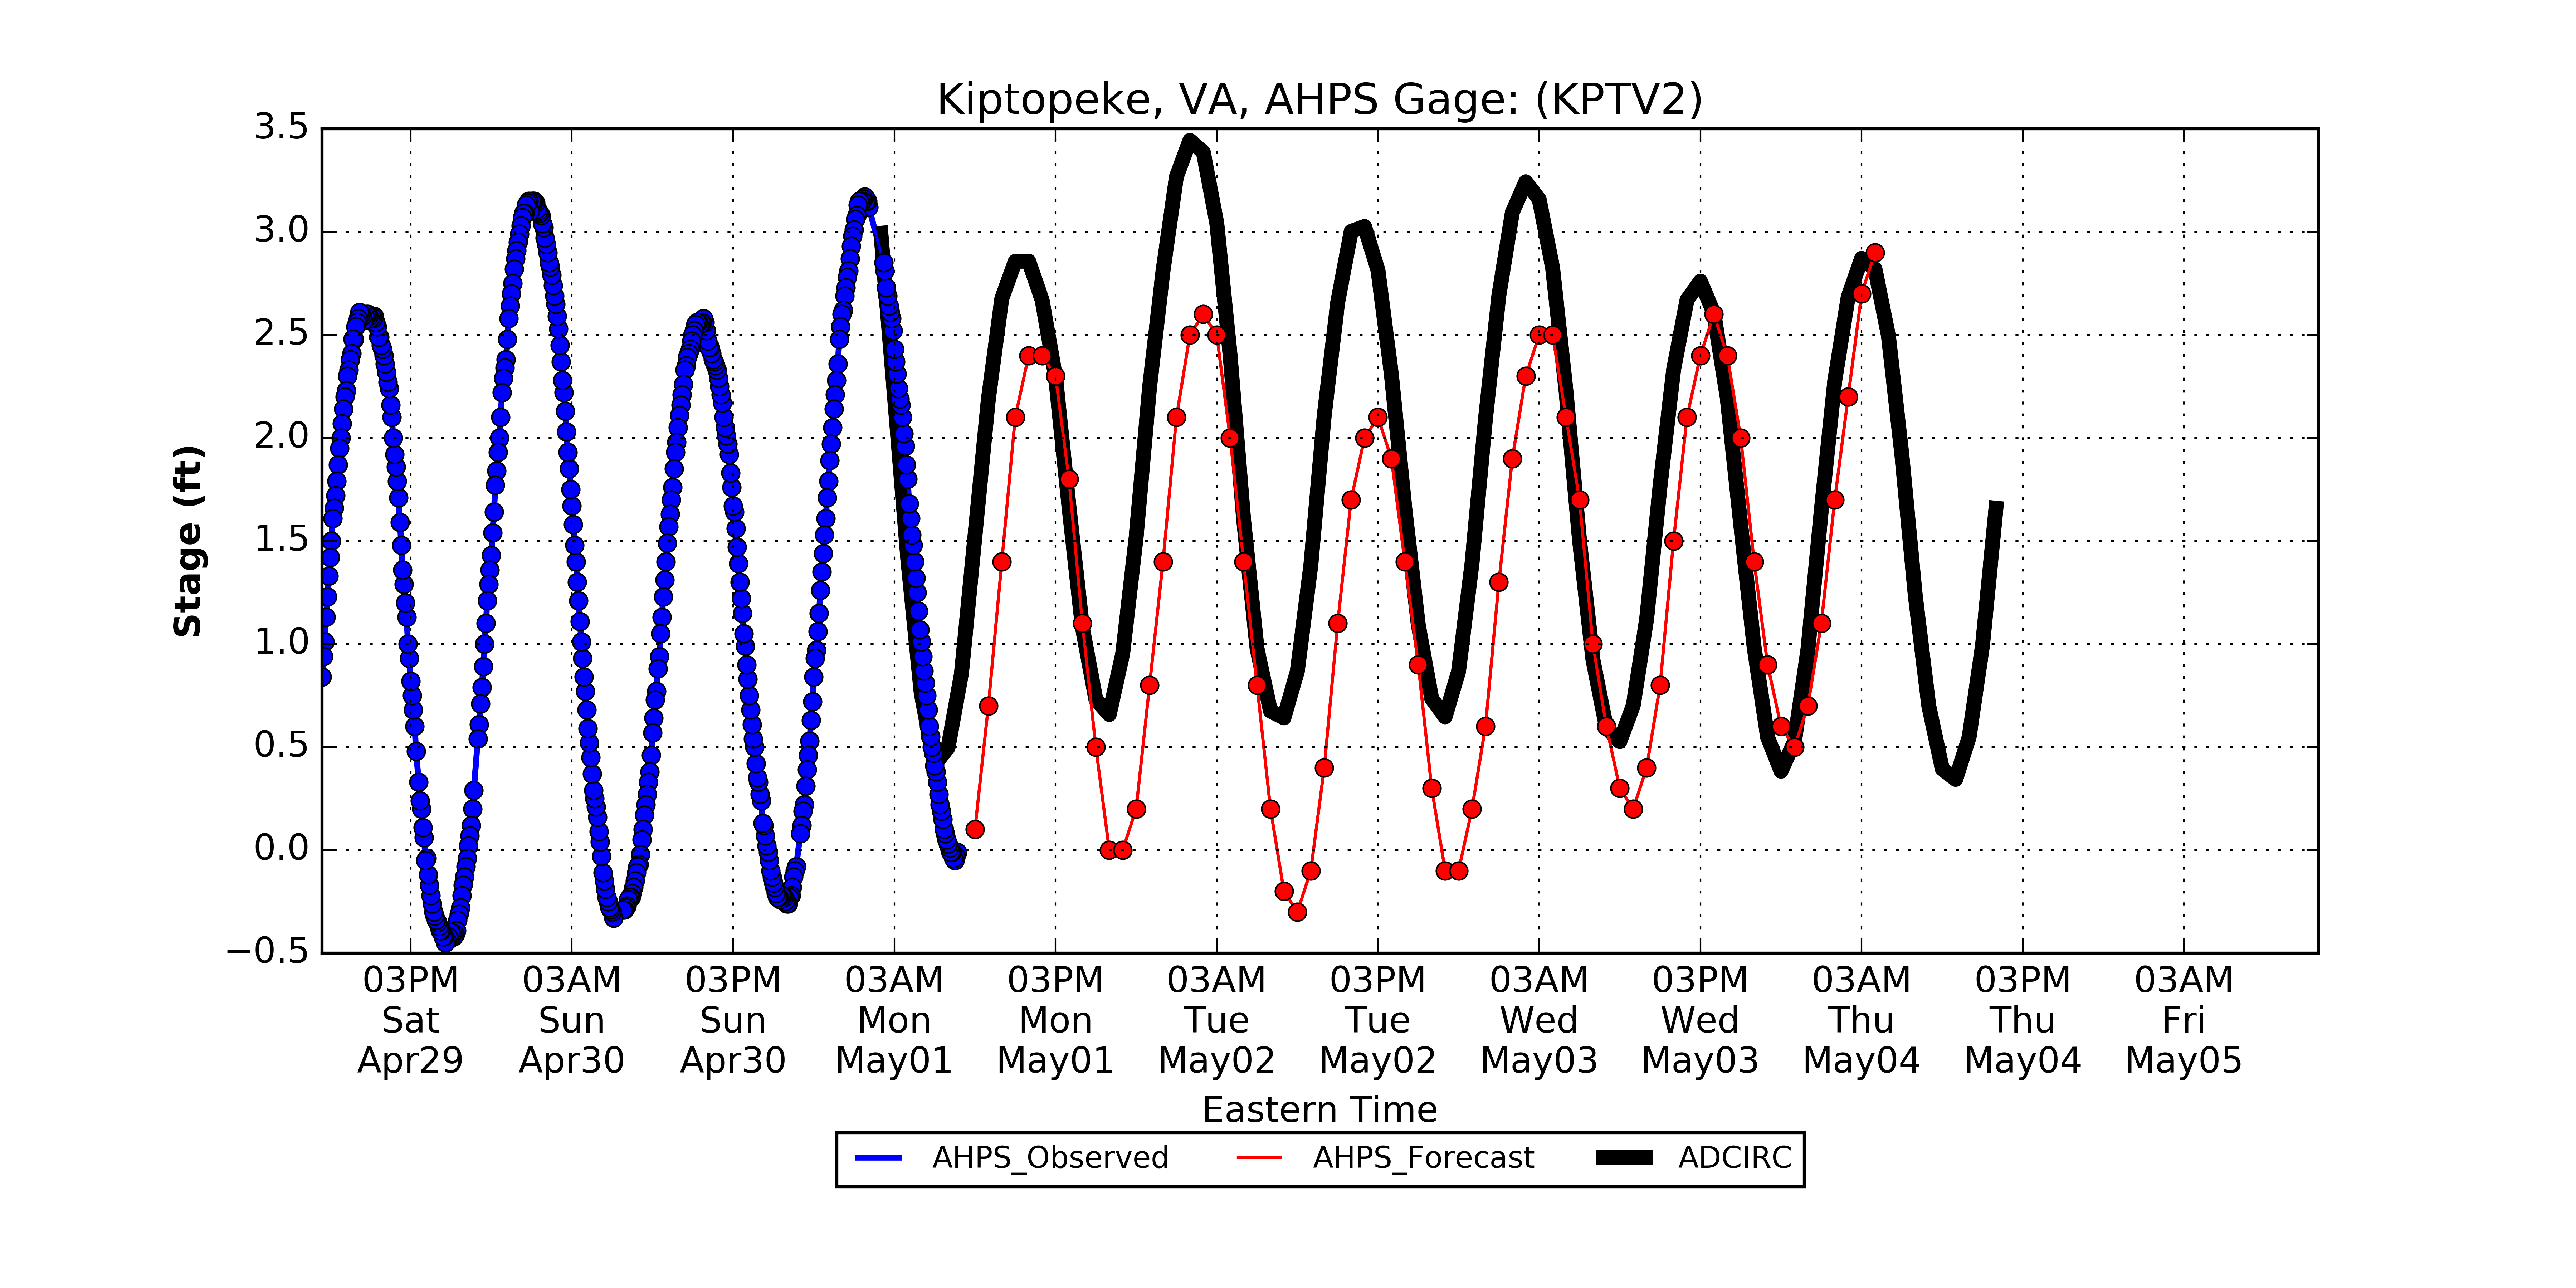 Kiptopeke, VA, AHPS Gage: (KPTV2)
3.5
3.0
2.5
2.0
1.5
1.0
0.5
0.0
−0.5
Stage (ft)
03PM 03AM 03PM 03AM 03PM 03AM 03PM 03AM 03PM 03AM 03PM 03AM
Sat Sun Sun Mon Mon Tue Tue Wed Wed Thu Thu Fri
Apr29 Apr30 Apr30 May01 May01 May02 May02 May03 May03 May04 May04 May05
Eastern Time
AHPS_Observed AHPS_Forecast ADCIRC